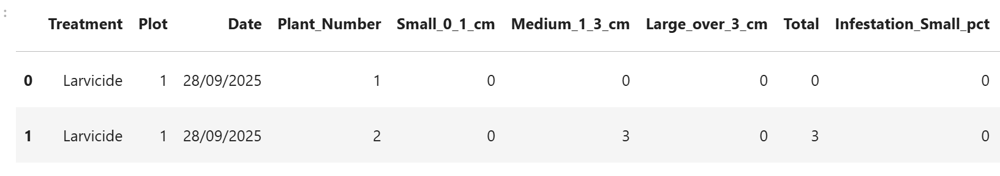 Treatment Plot Date Plant_Number Small_0_1_cm Medium_1_3_cm Large_over_3_cm Total Infestation_Small_pct
0 Larvicide 1 28/09/2025 1 0 0 0 0 0
1 Larvicide 1 28/09/2025 2 0 3 0 3 0